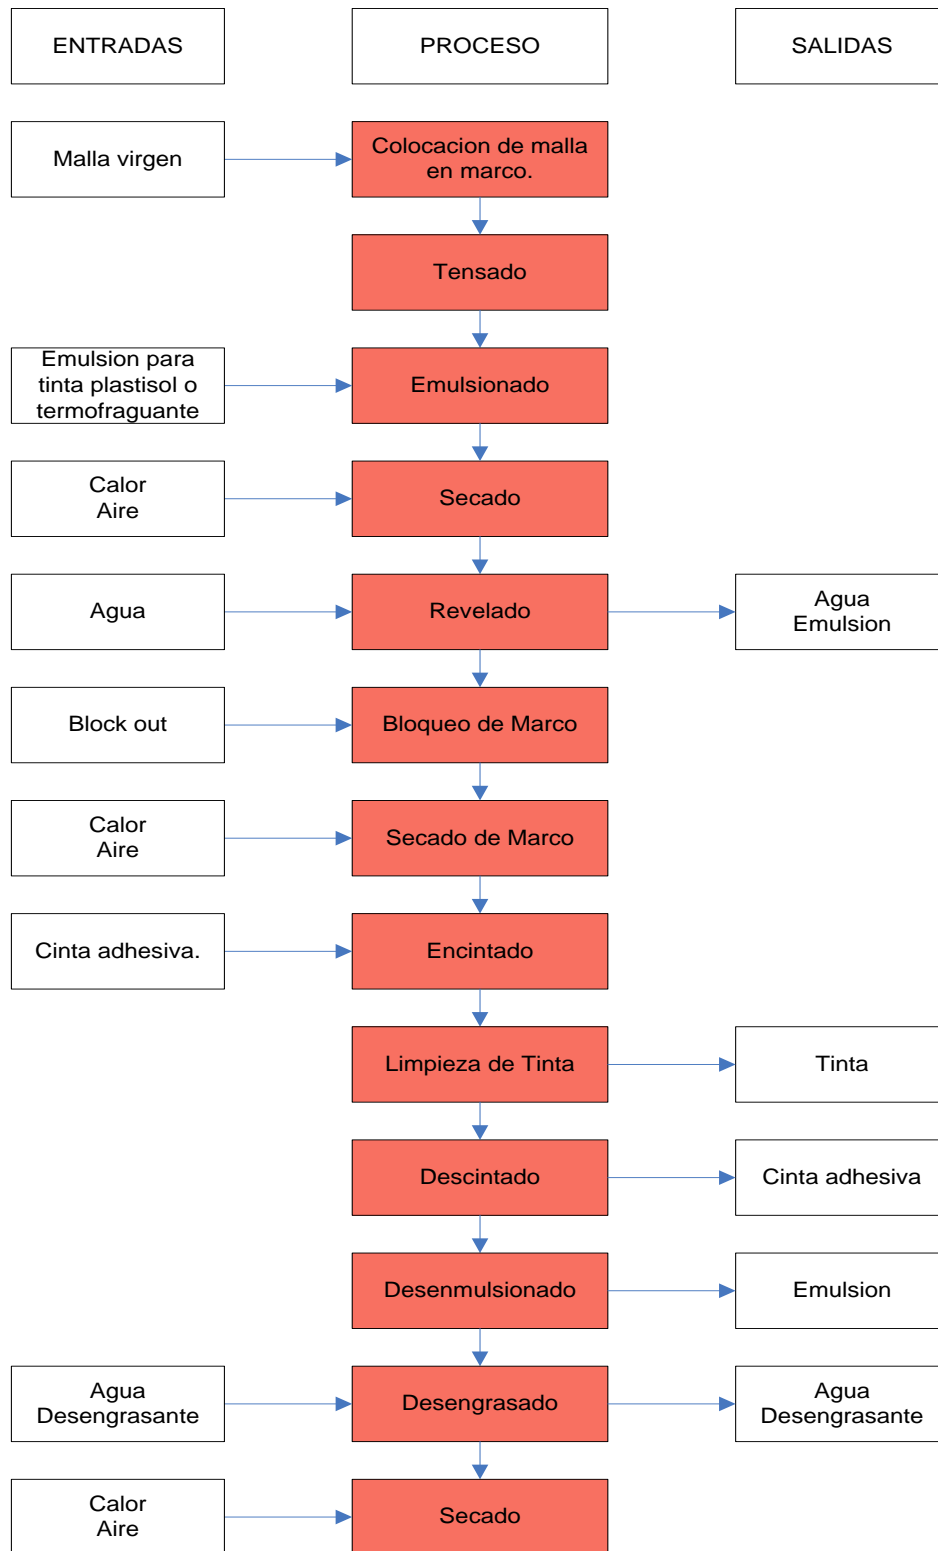 ENTRADAS
PROCESO
SALIDAS
Malla virgen
Colocacion de malla
en marco.
Tensado
Emulsion para
tinta plastisol o
termofraguante
Emulsionado
Calor
Aire
Secado
Agua
Revelado
Agua
Emulsion
Block out
Bloqueo de Marco
Calor
Aire
Secado de Marco
Cinta adhesiva.
Encintado
Limpieza de Tinta
Tinta
Descintado
Cinta adhesiva
Desenmulsionado
Emulsion
Agua
Desengrasante
Desengrasado
Agua
Desengrasante
Calor
Aire
Secado